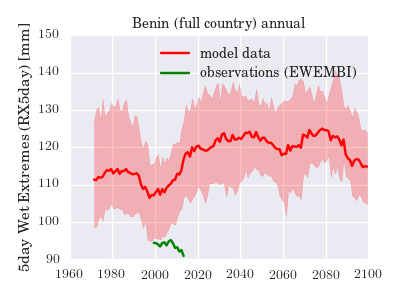 Benin (full country) annual
5day Wet Extremes (RX5day) [mm]
150
140
130
120
110
100
90
model data
observations (EWEMBI)
1960 1980 2000 2020 2040 2060 2080 2100